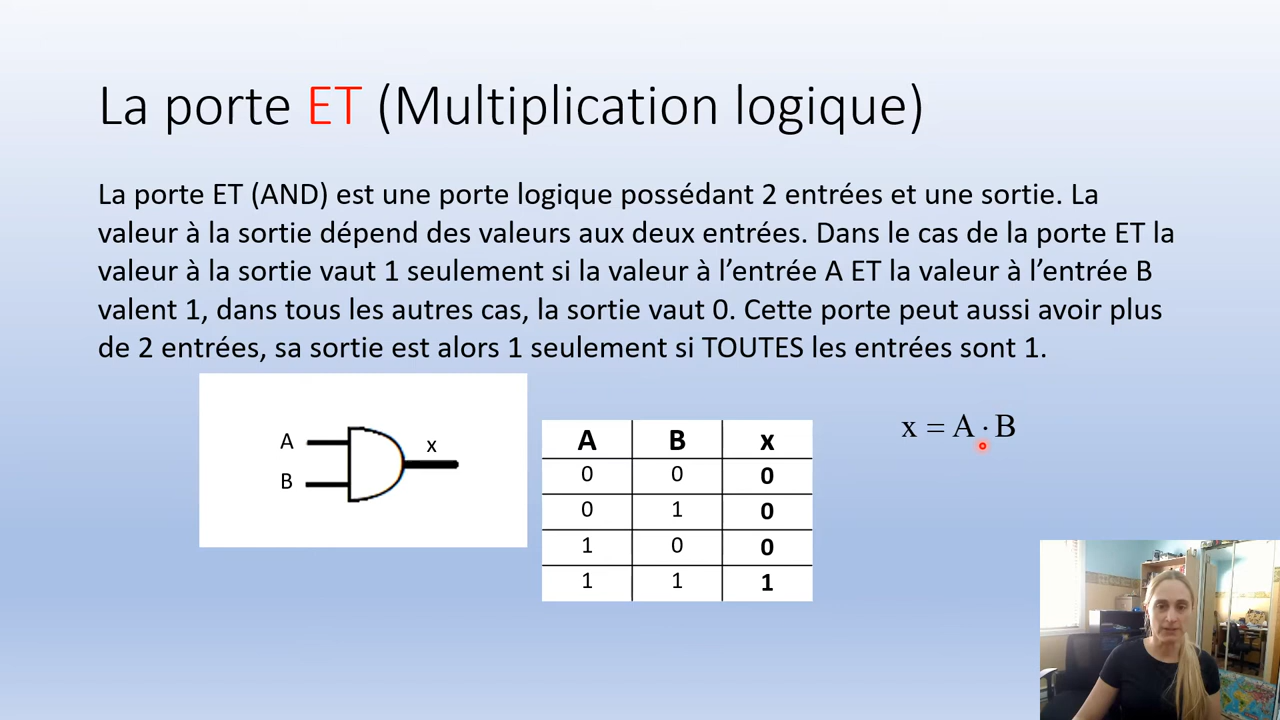 La porte ET (Multiplication logique)
La porte ET (AND) est une porte logique possédant 2 entrées et une sortie. La
valeur à la sortie dépend des valeurs aux deux entrées. Dans le cas de la porte ET la
valeur à la sortie vaut 1 seulement si la valeur à l’entrée A ET la valeur à l’entrée B
valent 1, dans tous les autres cas, la sortie vaut 0. Cette porte peut aussi avoir plus
de 2 entrées, sa sortie est alors 1 seulement si TOUTES les entrées sont 1.
A
x
B
A B x
0 0 0
0 1 0
1 0 0
1 1 1
x = A · B